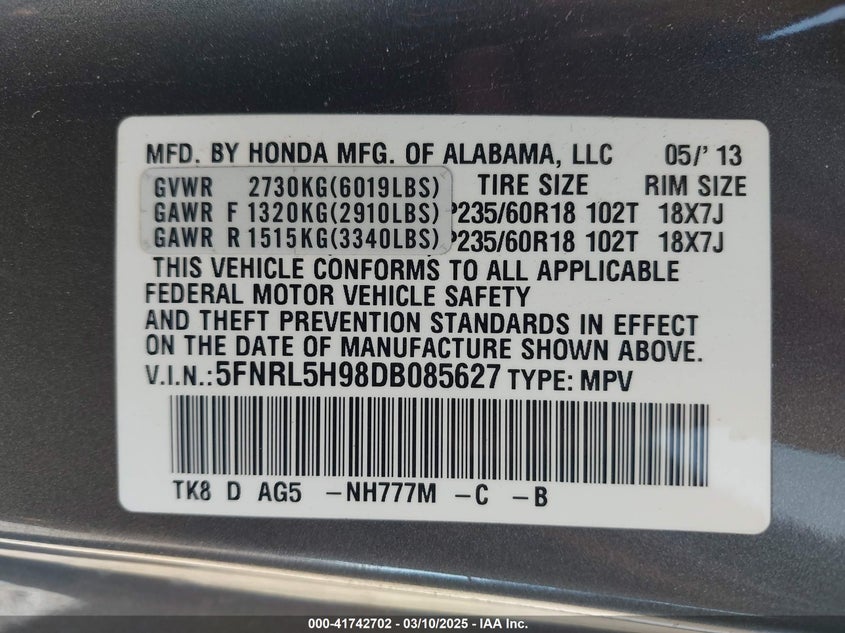 MFD. BY HONDA MFG. OF ALABAMA, LLC 05/' 13
GVWR 2730KG(6019LBS) TIRE SIZE RIM SIZE
GAWR F 1320KG(2910LBS) P235/60R18 102T 18X7J
GAWR R 1515KG(3340LBS) P235/60R18 102T 18X7J
THIS VEHICLE CONFORMS TO ALL APPLICABLE
FEDERAL MOTOR VEHICLE SAFETY
AND THEFT PREVENTION STANDARDS IN EFFECT
ON THE DATE OF MANUFACTURE SHOWN ABOVE.
V.I.N.: 5FNRL5H98DB085627 TYPE: MPV
TK8 D AG5 -NH777M -C -B
000-41742702 - 03/10/2025 - IAA Inc.